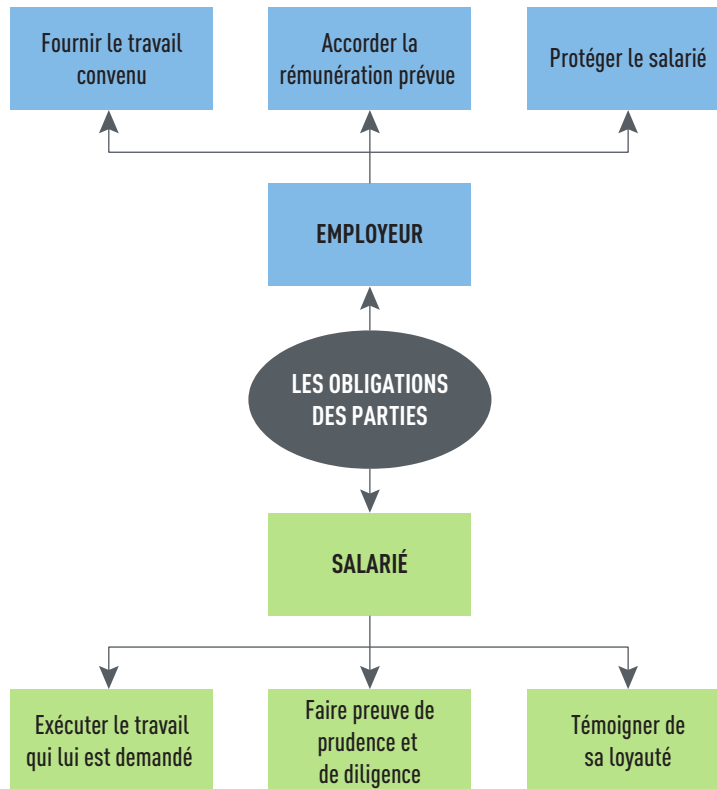 Fournir le travail
convenu
Accorder la
rémunération prévue
Protéger le salarié
EMPLOYEUR
LES OBLIGATIONS
DES PARTIES
SALARIÉ
Exécuter le travail
qui lui est demandé
Faire preuve de
prudence et
de diligence
Témoigner de
sa loyauté